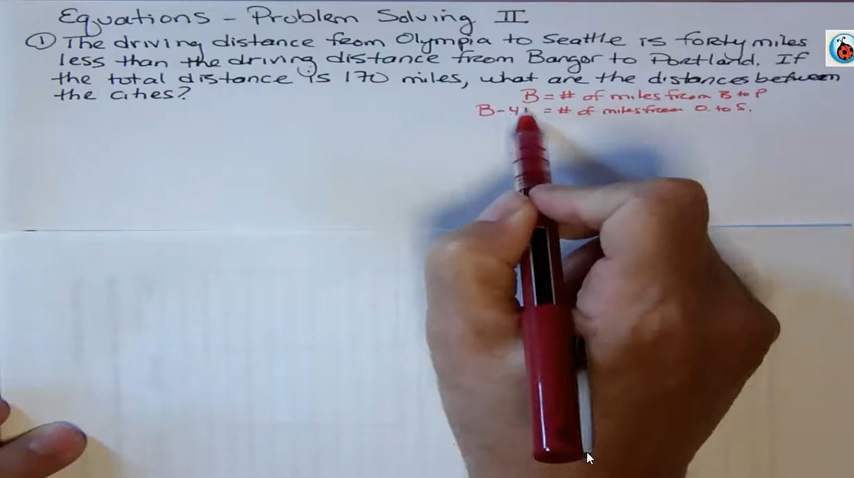 Equations - Problem Solving II
① The driving distance from Olympia to Seattle is forty miles
less than the driving distance from Bangor to Portland. If
the total distance is 170 miles, what are the distances between
the cities?
B = # of miles from B to P
B - 4 = # of miles from O. to S.